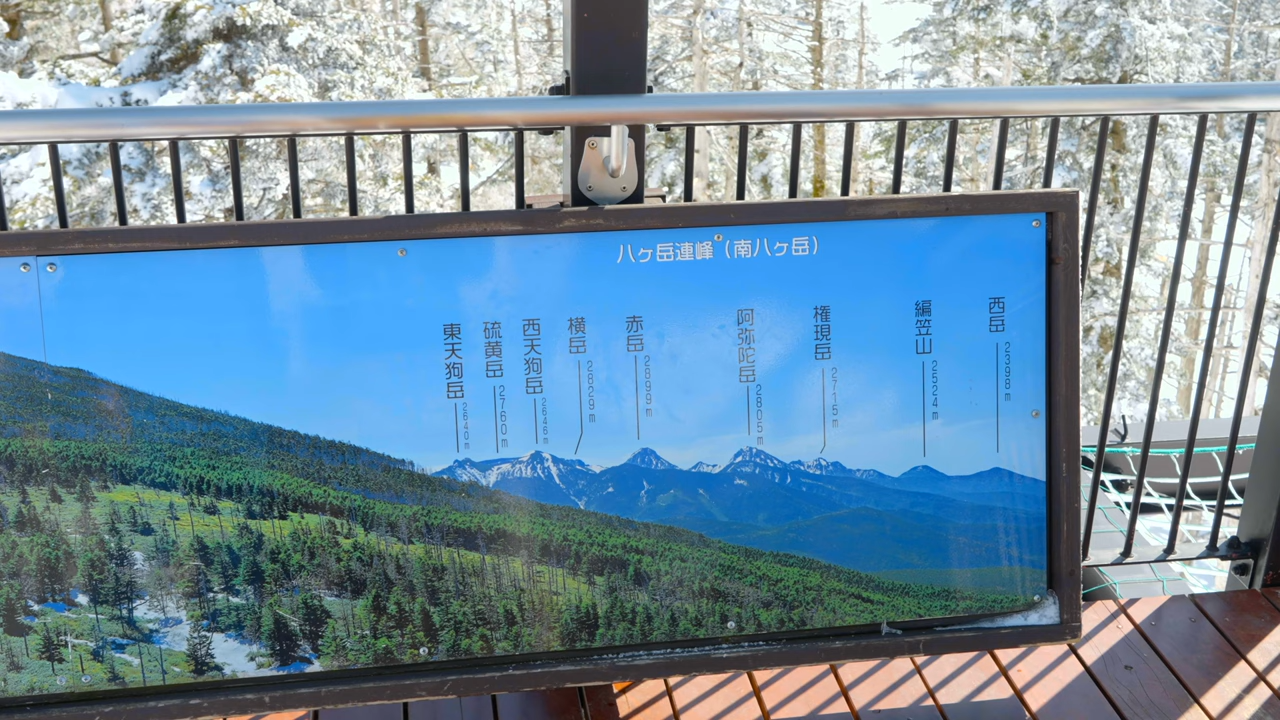 八ヶ岳連峰（南八ヶ岳）
東天狗岳 2640m
硫黄岳 2760m
西天狗岳 2646m
横岳 2829m
赤岳 2899m
阿弥陀岳 2805m
権現岳 2715m
編笠山 2524m
西岳 2398m